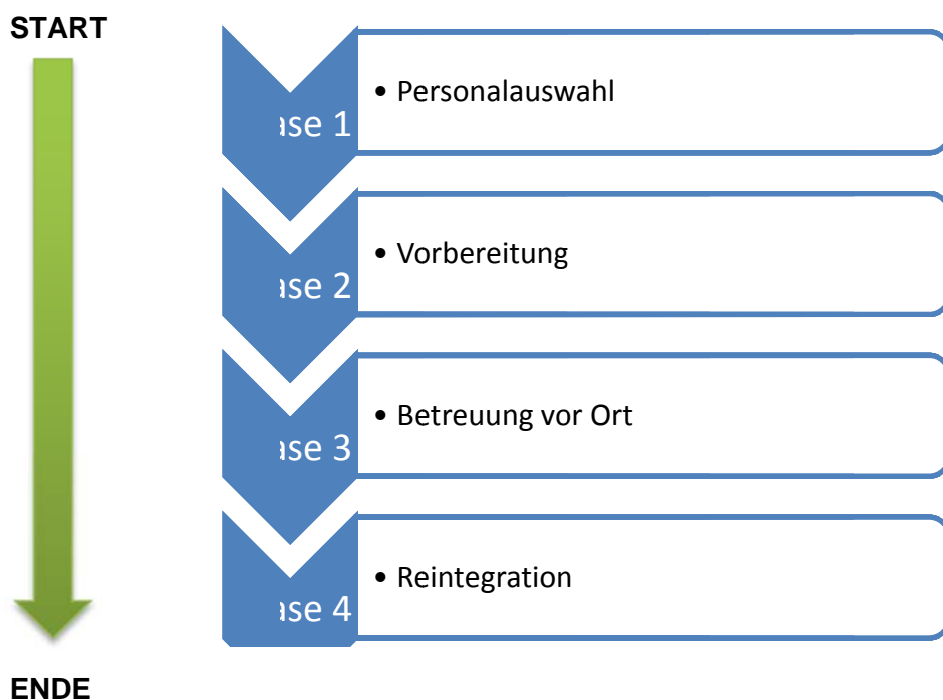 START
ase 1
• Personalauswahl
ase 2
• Vorbereitung
ase 3
• Betreuung vor Ort
ase 4
• Reintegration
ENDE